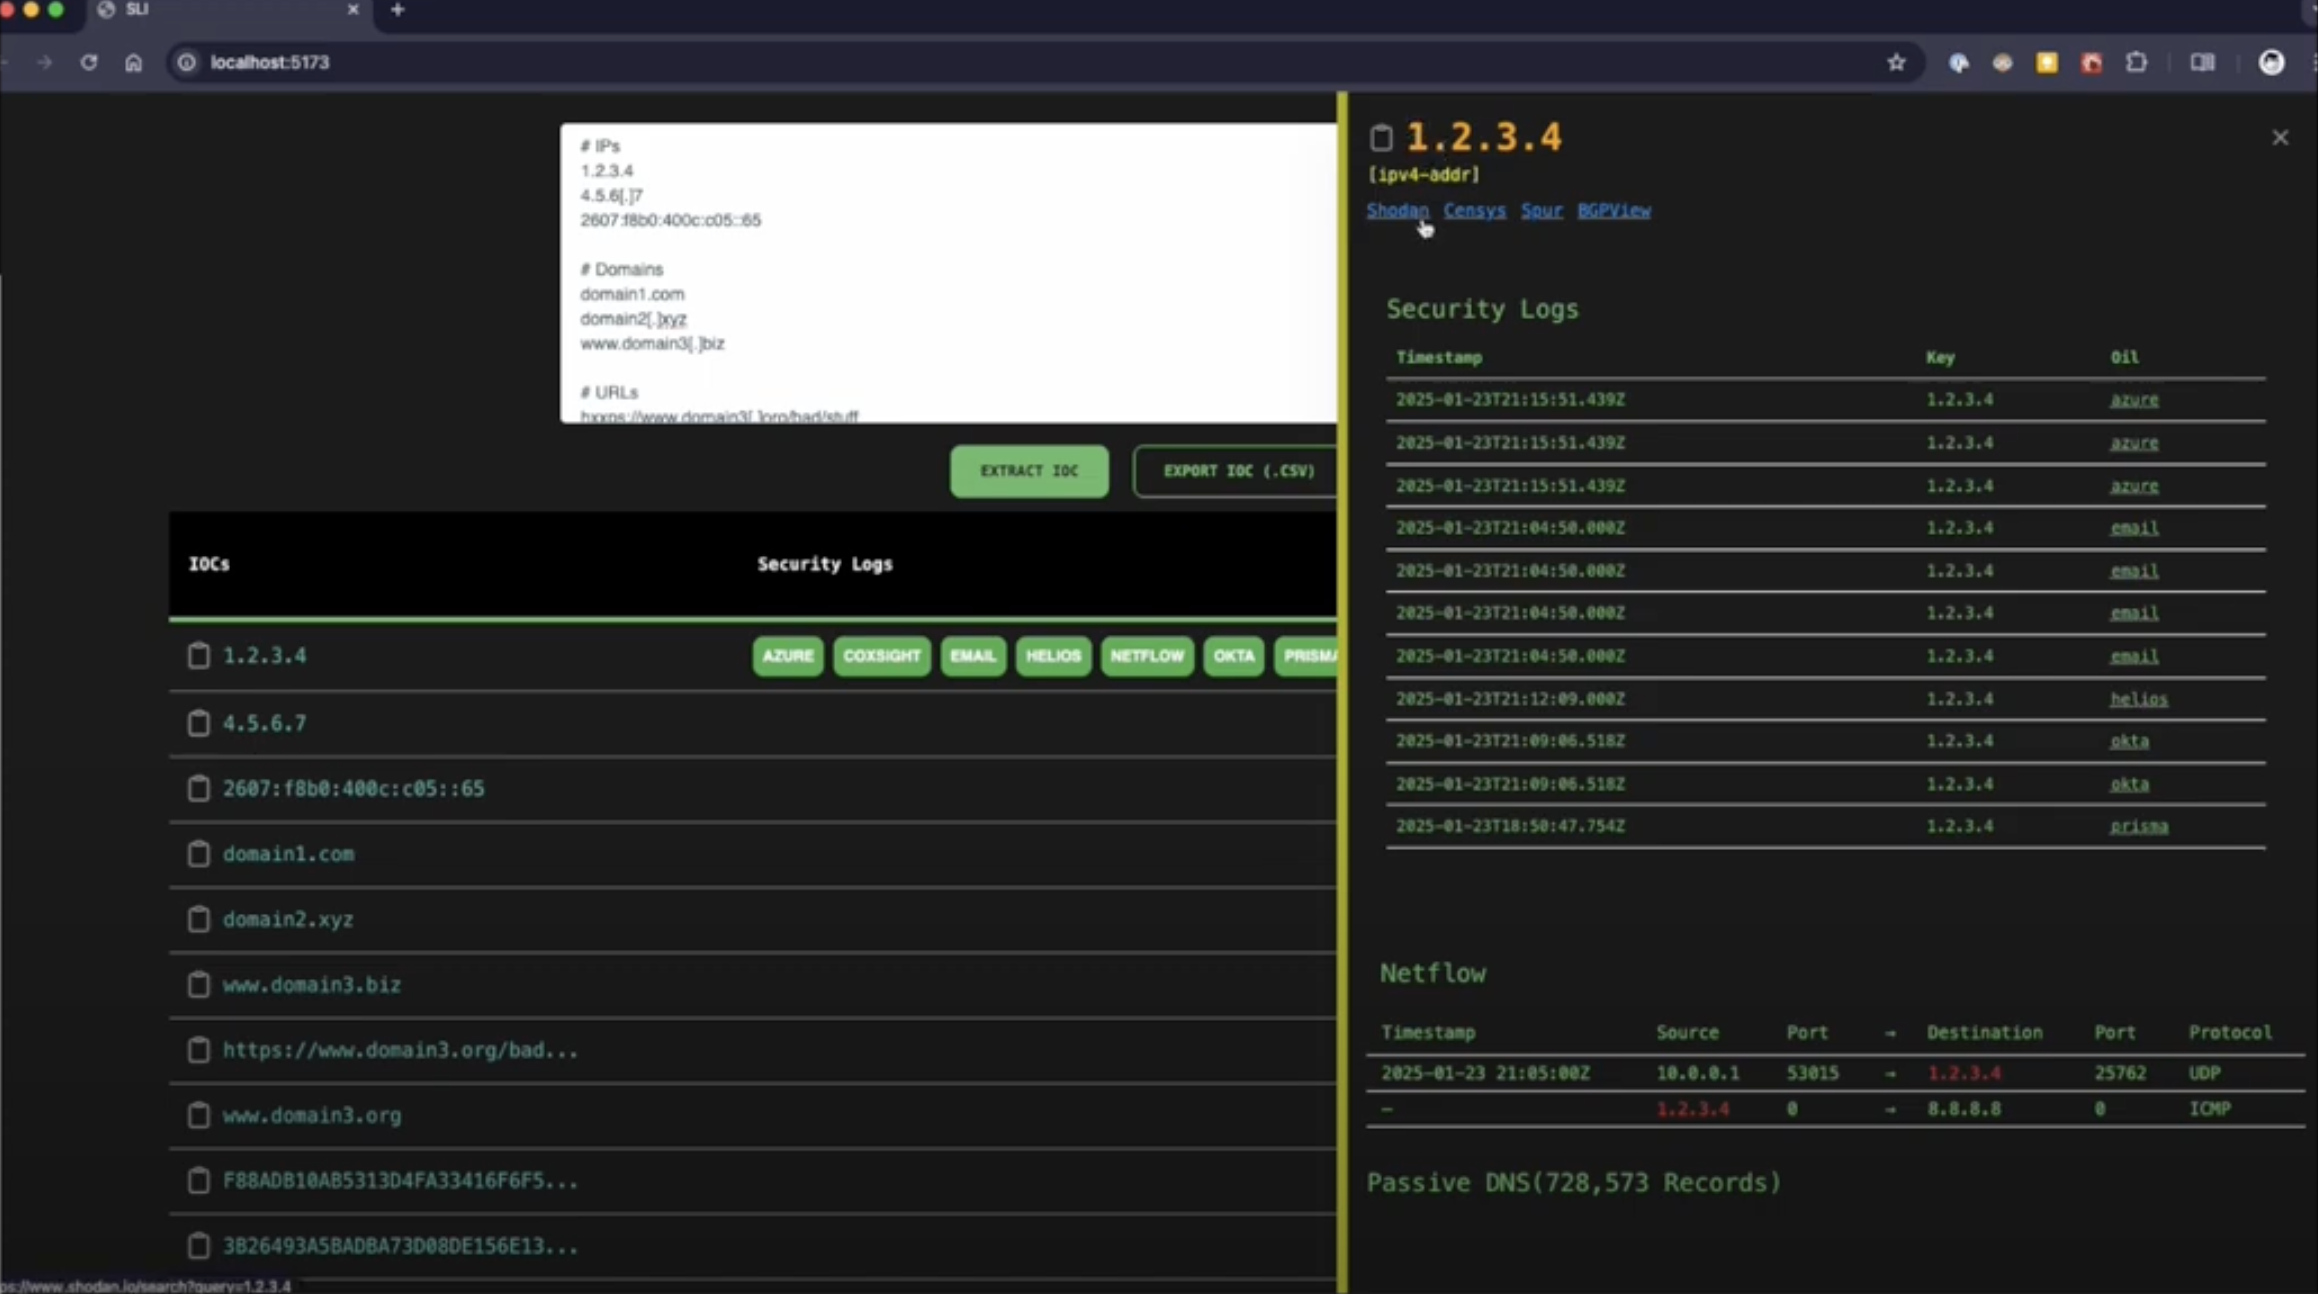 SLI
localhost:5173
# IPs
1.2.3.4
4.5.6[.]7
2607:f8b0:400c:c05::65
# Domains
domain1.com
domain2[.]xyz
www.domain3[.]biz
# URLs
hxxps://www.domain3[.]org/bad/stuff
EXTRACT IOC
EXPORT IOC (.CSV)
IOCs Security Logs
1.2.3.4 AZURE COXSIGHT EMAIL HELIOS NETFLOW OKTA PRISMA
4.5.6.7
2607:f8b0:400c:c05::65
domain1.com
domain2.xyz
www.domain3.biz
https://www.domain3.org/bad...
www.domain3.org
F88ADB10AB5313D4FA33416F6F5...
3B26493A5BADBA73D08DE156E13...
ps://www.shodan.io/search?query=1.2.3.4
1.2.3.4
[ipv4-addr]
Shodan Censys Spur BGPView
Security Logs
Timestamp Key Oil
2025-01-23T21:15:51.439Z 1.2.3.4 azure
2025-01-23T21:15:51.439Z 1.2.3.4 azure
2025-01-23T21:15:51.439Z 1.2.3.4 azure
2025-01-23T21:04:50.000Z 1.2.3.4 email
2025-01-23T21:04:50.000Z 1.2.3.4 email
2025-01-23T21:04:50.000Z 1.2.3.4 email
2025-01-23T21:04:50.000Z 1.2.3.4 email
2025-01-23T21:12:09.000Z 1.2.3.4 helios
2025-01-23T21:09:06.518Z 1.2.3.4 okta
2025-01-23T21:09:06.518Z 1.2.3.4 okta
2025-01-23T18:50:47.754Z 1.2.3.4 prisma
Netflow
Timestamp Source Port → Destination Port Protocol
2025-01-23 21:05:00Z 10.0.0.1 53015 → 1.2.3.4 25762 UDP
– 1.2.3.4 0 → 8.8.8.8 0 ICMP
Passive DNS(728,573 Records)